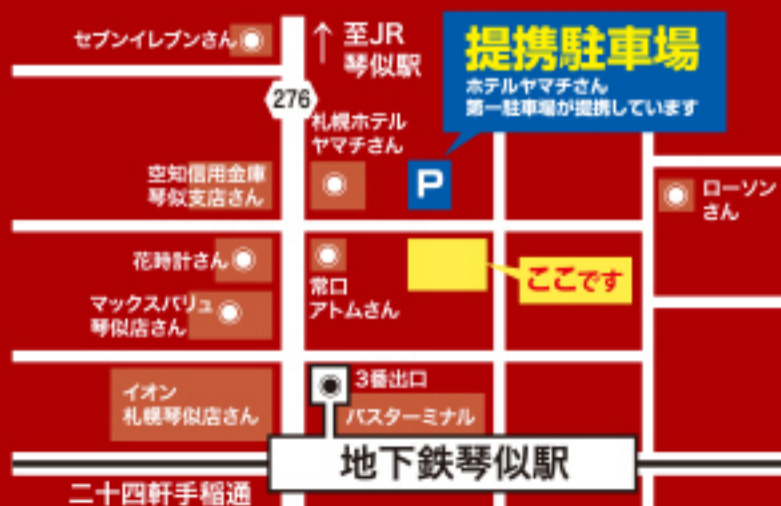 セブンイレブンさん
至JR
琴似駅
提携駐車場
ホテルヤマチさん
第一駐車場が提携しています
276
札幌ホテル
ヤマチさん
空知信用金庫
琴似支店さん
P
ローソン
さん
花時計さん
常口
アトムさん
ここです
マックスバリュ
琴似店さん
3番出口
イオン
札幌琴似店さん
バスターミナル
地下鉄琴似駅
二十四軒手稲通